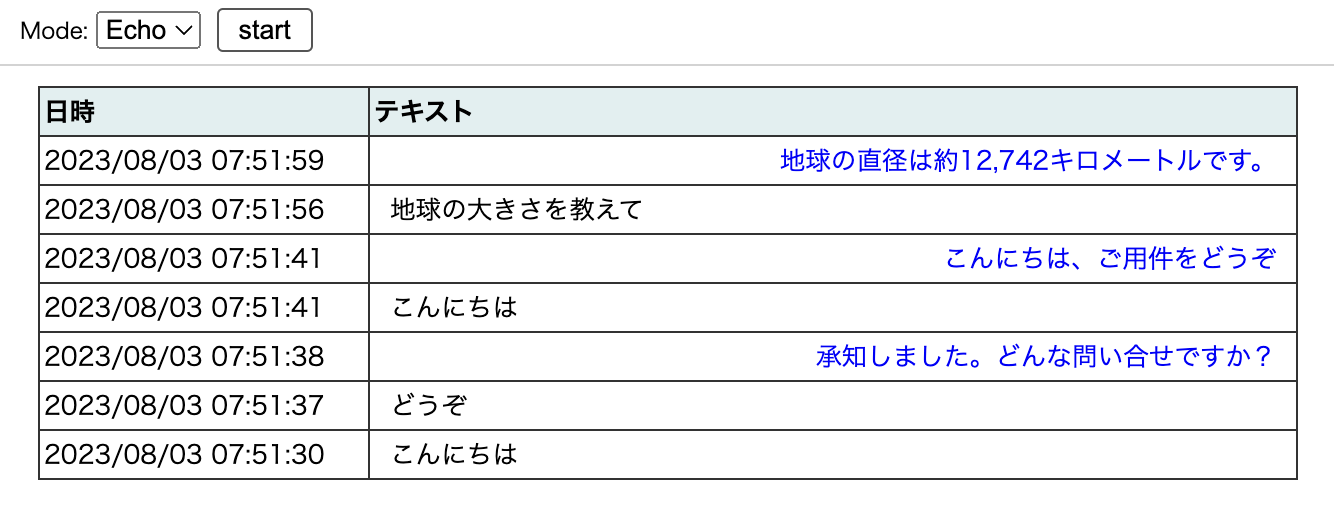 Mode: Echo start
日時 テキスト
2023/08/03 07:51:59 地球の直径は約12,742キロメートルです。
2023/08/03 07:51:56 地球の大きさを教えて
2023/08/03 07:51:41 こんにちは、ご用件をどうぞ
2023/08/03 07:51:41 こんにちは
2023/08/03 07:51:38 承知しました。どんな問い合せですか？
2023/08/03 07:51:37 どうぞ
2023/08/03 07:51:30 こんにちは